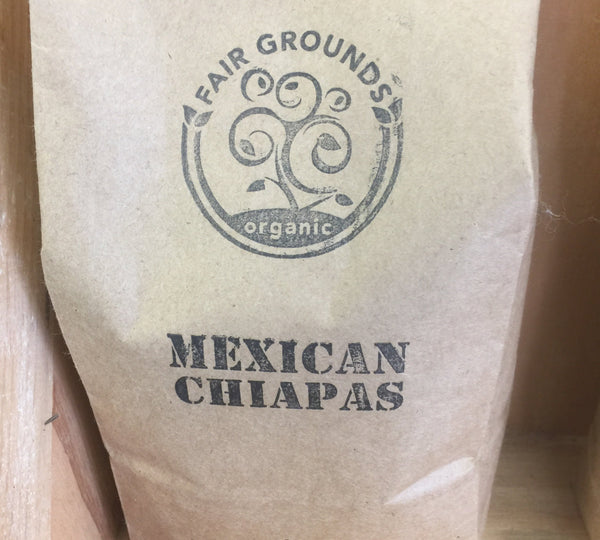 FAIR GROUNDS
organic
MEXICAN
CHIAPAS